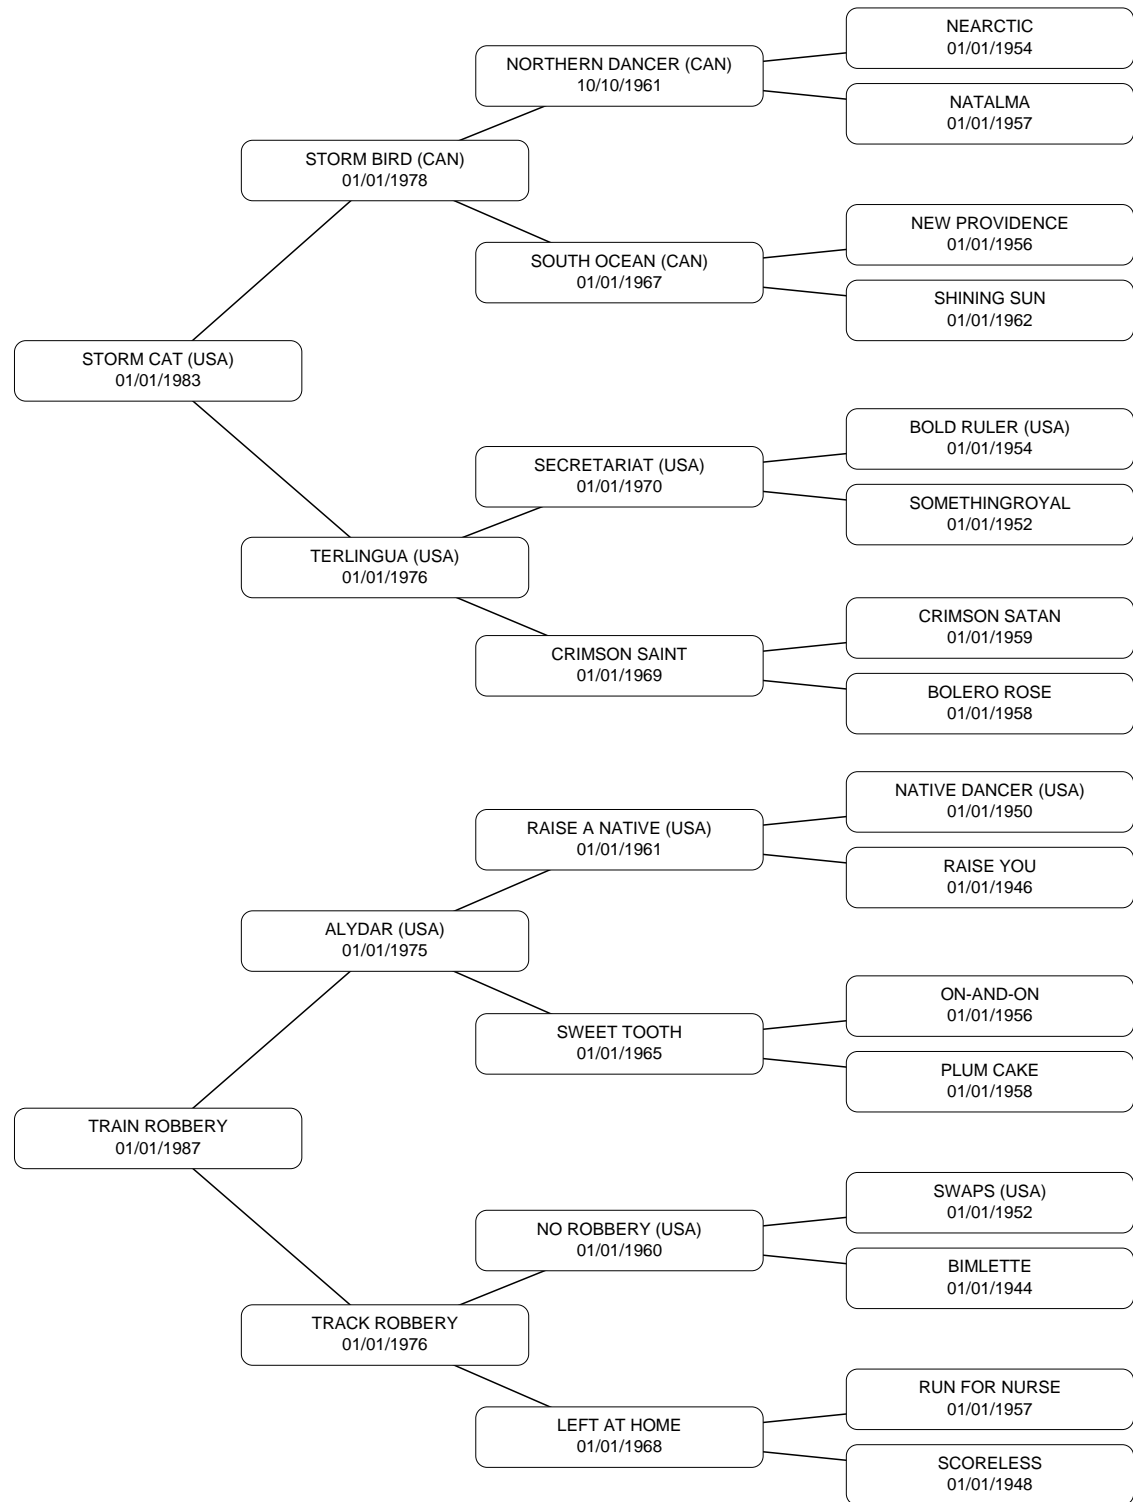 NEARCTIC
01/01/1954
NORTHERN DANCER (CAN)
10/10/1961
NATALMA
01/01/1957
STORM BIRD (CAN)
01/01/1978
NEW PROVIDENCE
01/01/1956
SOUTH OCEAN (CAN)
01/01/1967
SHINING SUN
01/01/1962
STORM CAT (USA)
01/01/1983
BOLD RULER (USA)
01/01/1954
SECRETARIAT (USA)
01/01/1970
SOMETHINGROYAL
01/01/1952
TERLINGUA (USA)
01/01/1976
CRIMSON SATAN
01/01/1959
CRIMSON SAINT
01/01/1969
BOLERO ROSE
01/01/1958
NATIVE DANCER (USA)
01/01/1950
RAISE A NATIVE (USA)
01/01/1961
RAISE YOU
01/01/1946
ALYDAR (USA)
01/01/1975
ON-AND-ON
01/01/1956
SWEET TOOTH
01/01/1965
PLUM CAKE
01/01/1958
TRAIN ROBBERY
01/01/1987
SWAPS (USA)
01/01/1952
NO ROBBERY (USA)
01/01/1960
BIMLETTE
01/01/1944
TRACK ROBBERY
01/01/1976
RUN FOR NURSE
01/01/1957
LEFT AT HOME
01/01/1968
SCORELESS
01/01/1948